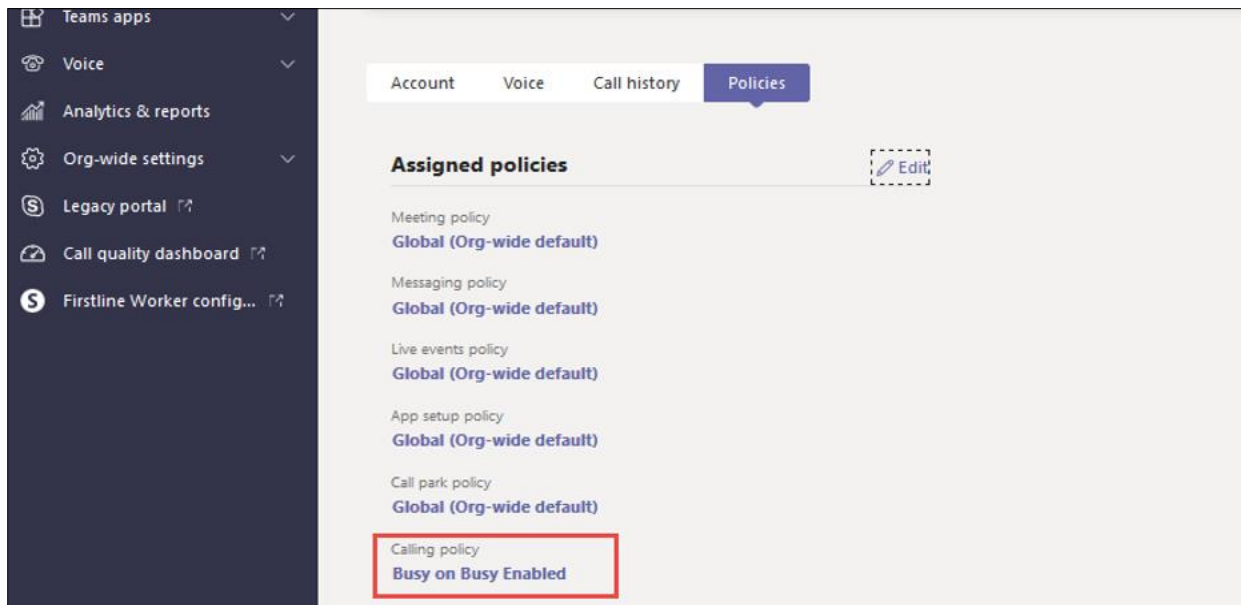 Teams apps
Voice
Analytics & reports
Org-wide settings
Legacy portal
Call quality dashboard
Firstline Worker config...
Account Voice Call history Policies
Assigned policies
Edit
Meeting policy
Global (Org-wide default)
Messaging policy
Global (Org-wide default)
Live events policy
Global (Org-wide default)
App setup policy
Global (Org-wide default)
Call park policy
Global (Org-wide default)
Calling policy
Busy on Busy Enabled